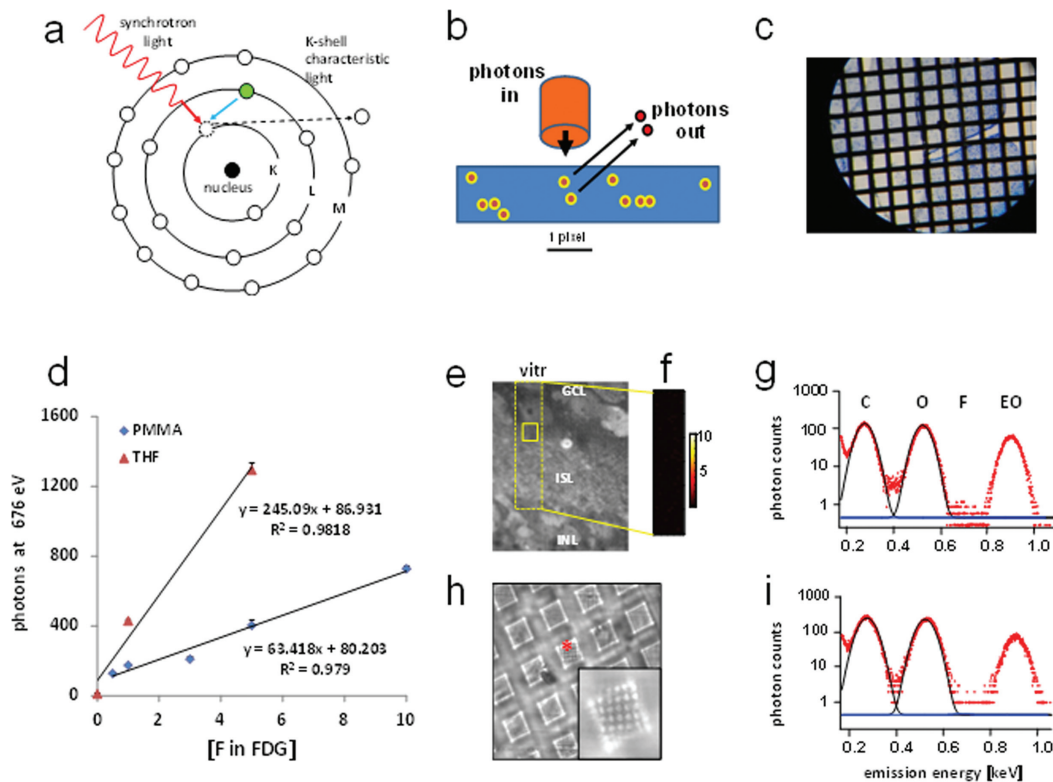 a
synchrotron
light
K-shell
characteristic
light
nucleus
K
L
M
b
photons
in
photons
out
1 pixel
c
d
1600
1200
800
400
0
0
2
4
6
8
10
photons at 676 eV
[F in FDG]
PMMA
THF
y = 245.09x + 86.931
R² = 0.9818
y = 63.418x + 80.203
R² = 0.979
e
vitr
GCL
ISL
INL
f
10
5
g
C O F EO
1000
100
10
1
photon counts
0.2 0.4 0.6 0.8 1.0
h
*
i
1000
100
10
1
photon counts
0.2 0.4 0.6 0.8 1.0
emission energy [keV]